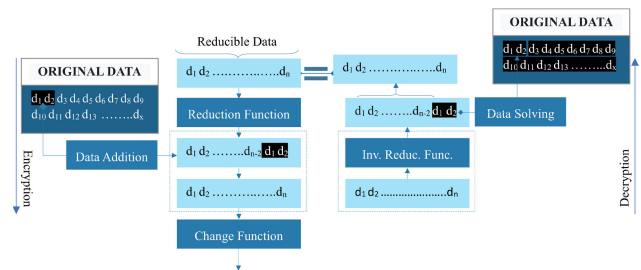 Reducible Data
ORIGINAL DATA
d1 d2 d3 d4 d5 d6 d7 d8 d9
d10 d11 d12 d13 ........dx
Encryption
Data Addition
d1 d2 ………….…..dn
Reduction Function
d1 d2 ……..dn-2 d1 d2
d1 d2 ………….…..dn
Change Function
d1 d2 ………….…..dn
d1 d2 ……..dn-2 d1 d2
Inv. Reduc. Func.
d1 d2 ......................dn
Data Solving
ORIGINAL DATA
d1 d2 d3 d4 d5 d6 d7 d8 d9
d10 d11 d12 d13 ........dx
Decryption